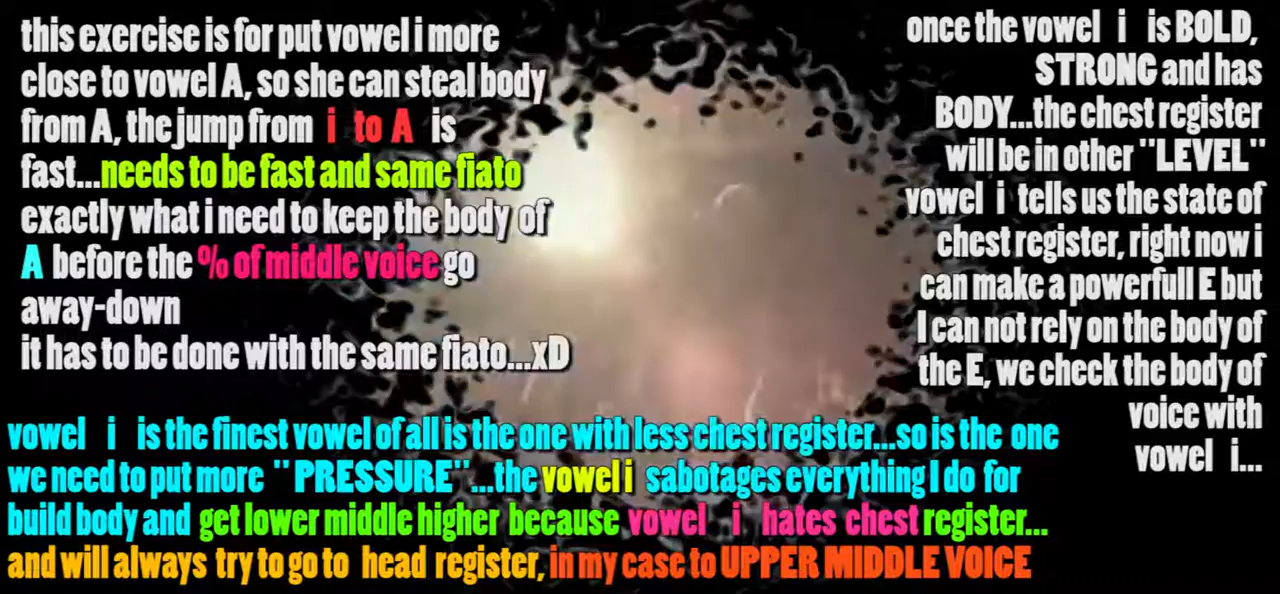 this exercise is for put vowel i more
close to vowel A, so she can steal body
from A, the jump from i to A is
fast...needs to be fast and same fiato
exactly what i need to keep the body of
A before the % of middle voice go
away-down
it has to be done with the same fiato...xD
once the vowel i is BOLD,
STRONG and has
BODY...the chest register
will be in other "LEVEL"
vowel i tells us the state of
chest register, right now i
can make a powerfull E but
I can not rely on the body of
the E, we check the body of
voice with
vowel i...
vowel i is the finest vowel of all is the one with less chest register...so is the one
we need to put more "PRESSURE"...the vowel i sabotages everything I do for
build body and get lower middle higher because vowel i hates chest register...
and will always try to go to head register, in my case to UPPER MIDDLE VOICE